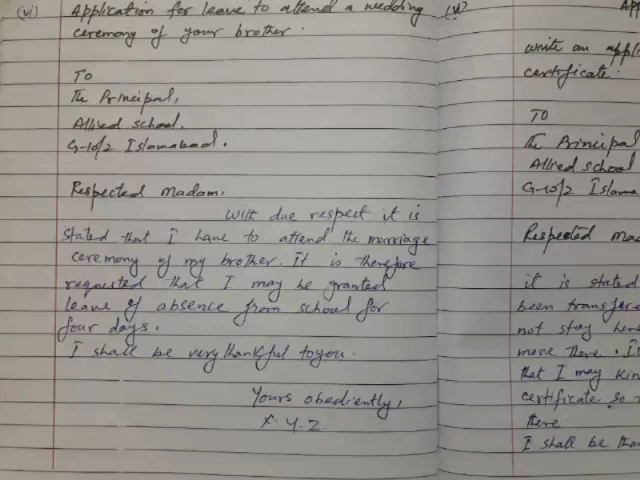 (vi) Application for leave to attend a wedding
ceremony of your brother.
To
The Principal,
Allied school,
G-10/2 Islamabad.
Respected Madam,
With due respect it is
stated that I have to attend the marriage
ceremony of my brother. It is therefore
requested that I may be granted
leave of absence from school for
four days.
I shall be very thankful to you.
Yours obediently,
X.Y.Z
write an appl
certificate.
TO
The Principal
Allied school
G-10/2 Islama
Respected Ma
it is stated
been transfere
not stay here
move there. I
that I may kin
certificate so
there
I shall be than